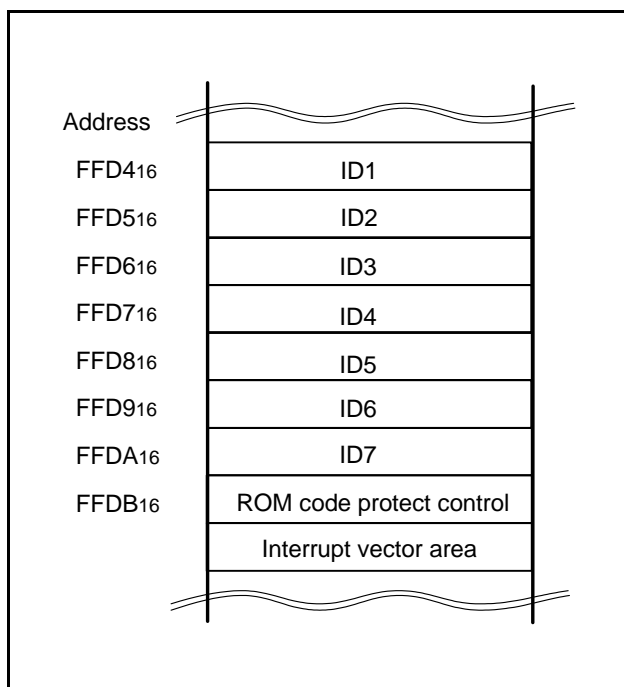 Address
FFD416 ID1
FFD516 ID2
FFD616 ID3
FFD716 ID4
FFD816 ID5
FFD916 ID6
FFDA16 ID7
FFDB16 ROM code protect control
Interrupt vector area